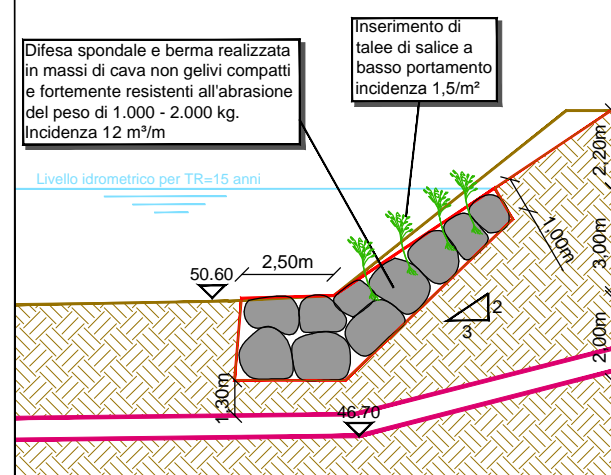 Difesa spondale e berma realizzata
in massi di cava non gelivi compatti
e fortemente resistenti all'abrasione
del peso di 1.000 - 2.000 kg.
Incidenza 12 m³/m
Inserimento di
talee di salice a
basso portamento
incidenza 1,5/m²
Livello idrometrico per TR=15 anni
2,20m
1,00m
3,00m
50.60
2,50m
2
3
2,00m
1,30m
46.70